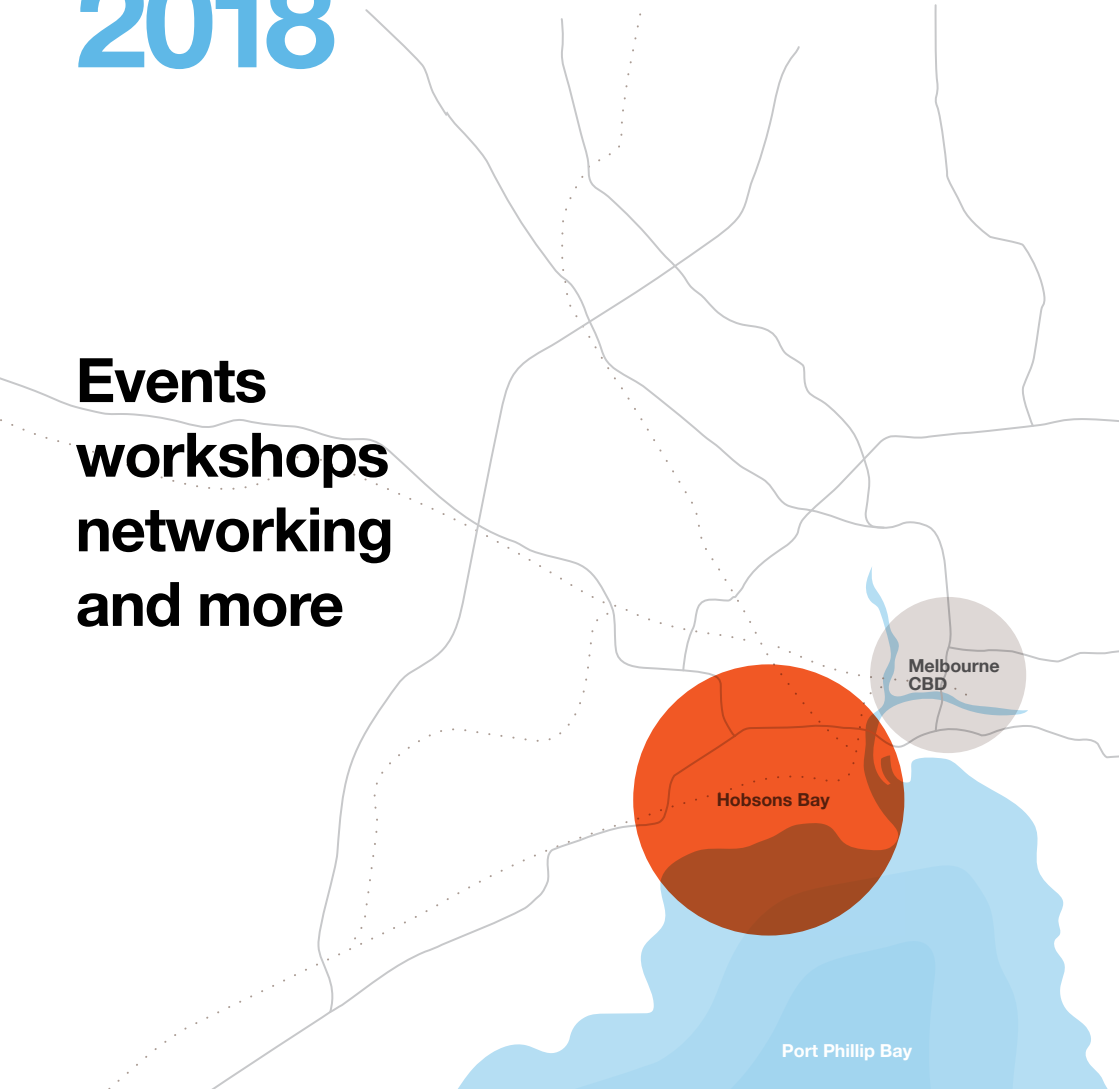 2018
Events
workshops
networking
and more
Melbourne
CBD
Hobsons Bay
Port Phillip Bay